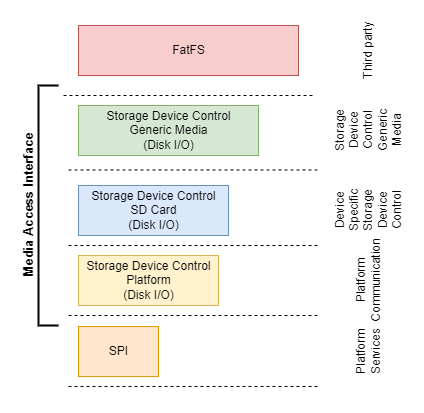 FatFS
Third party
Media Access Interface
Storage Device Control
Generic Media
(Disk I/O)
Storage
Device
Control
Generic
Media
Storage Device Control
SD Card
(Disk I/O)
Device
Specific
Storage
Device
Control
Storage Device Control
Platform
(Disk I/O)
Platform
Communication
SPI
Platform
Services